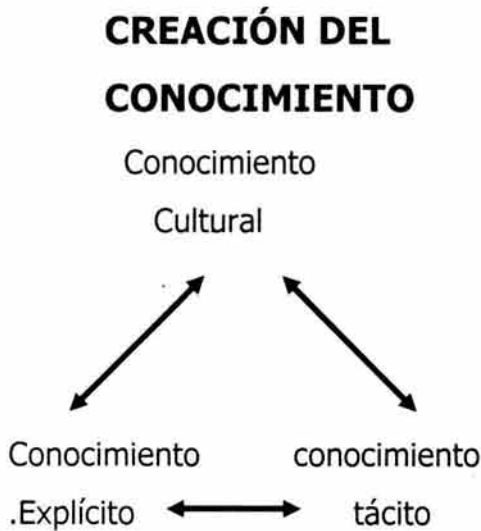 CREACIÓN DEL
CONOCIMIENTO
Conocimiento
Cultural
Conocimiento conocimiento
.Explícito tácito